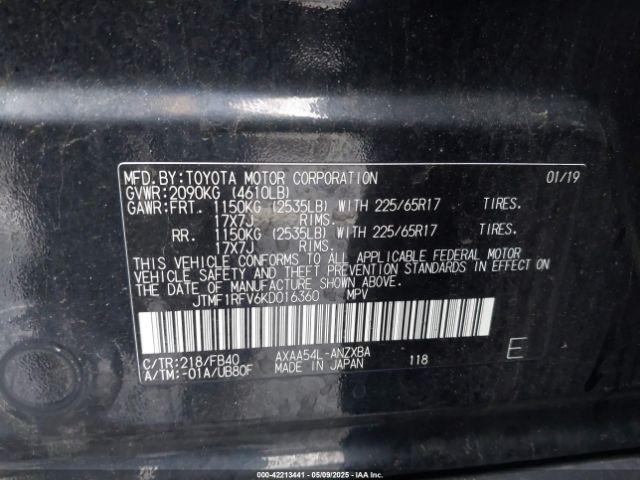 MFD. BY: TOYOTA MOTOR CORPORATION 01/19
GVWR: 2090KG (4610LB)
GAWR: FRT. 1150KG (2535LB) WITH 225/65R17 TIRES.
17X7J RIMS.
RR. 1150KG (2535LB) WITH 225/65R17 TIRES.
17X7J RIMS.
THIS VEHICLE CONFORMS TO ALL APPLICABLE FEDERAL MOTOR
VEHICLE SAFETY AND THEFT PREVENTION STANDARDS IN EFFECT ON
THE DATE OF MANUFACTURE SHOWN ABOVE.
JTMF1RFV6KD016360 MPV
C/TR: 218/FB40 AXAA54L-ANZXBA 118 E
A/TM: -01A/UB80F MADE IN JAPAN
000-42213441 - 05/09/2025 - IAAI.COM